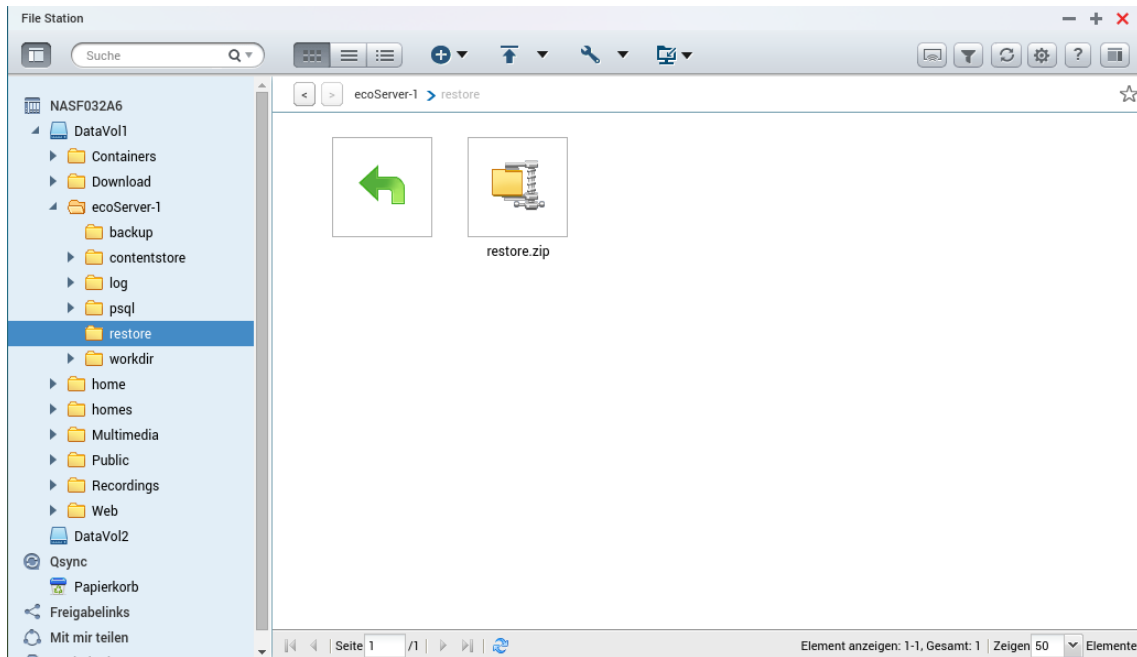 File Station
Suche
?
NASF032A6
DataVol1
Containers
Download
ecoServer-1
backup
contentstore
log
psql
restore
workdir
home
homes
Multimedia
Public
Recordings
Web
DataVol2
Qsync
Papierkorb
Freigabelinks
Mit mir teilen
< > ecoServer-1 > restore
restore.zip
Seite 1 /1
Element anzeigen: 1-1, Gesamt: 1 Zeigen 50 Elemente